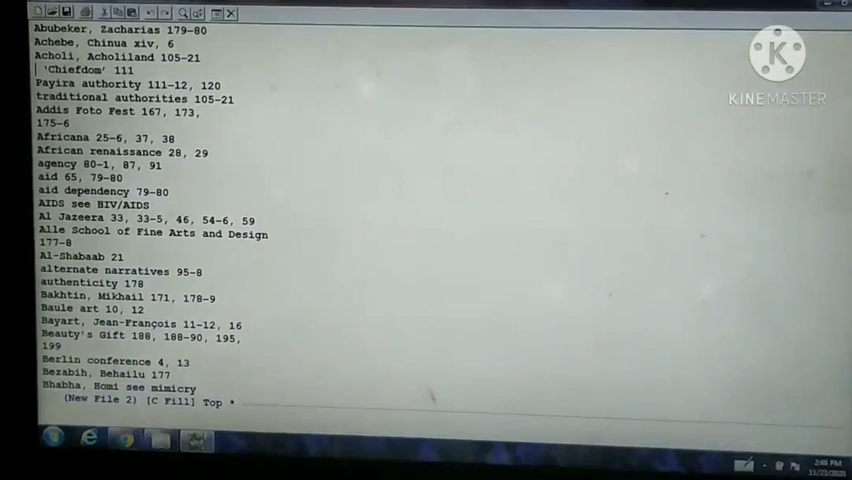 Abubeker, Zacharias 179-80
Achebe, Chinua xiv, 6
Acholi, Acholiland 105-21
'Chiefdom' 111
Payira authority 111-12, 120
traditional authorities 105-21
Addis Foto Fest 167, 173,
175-6
Africana 25-6, 37, 38
African renaissance 28, 29
agency 80-1, 87, 91
aid 65, 79-80
aid dependency 79-80
AIDS see HIV/AIDS
Al Jazeera 33, 33-5, 46, 54-6, 59
Alle School of Fine Arts and Design
177-8
Al-Shabaab 21
alternate narratives 95-8
authenticity 178
Bakhtin, Mikhail 171, 178-9
Baule art 10, 12
Bayart, Jean-François 11-12, 16
Beauty's Gift 188, 188-90, 195,
199
Berlin conference 4, 13
Bezabih, Behailu 177
Bhabha, Homi see mimicry
(New File 2) [C Fill] Top *
K
KINEMASTER
2:46 PM